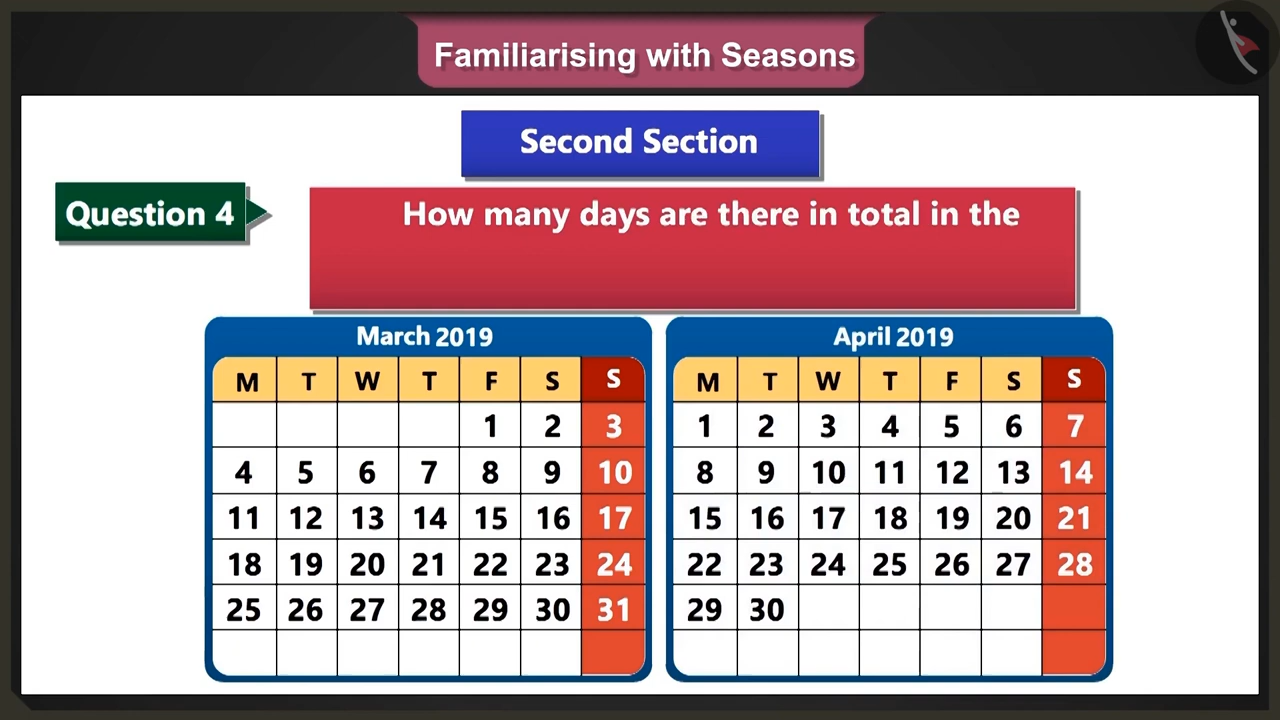 Familiarising with Seasons
Second Section
Question 4
How many days are there in total in the
March 2019
M T W T F S S
1 2 3
4 5 6 7 8 9 10
11 12 13 14 15 16 17
18 19 20 21 22 23 24
25 26 27 28 29 30 31
April 2019
M T W T F S S
1 2 3 4 5 6 7
8 9 10 11 12 13 14
15 16 17 18 19 20 21
22 23 24 25 26 27 28
29 30